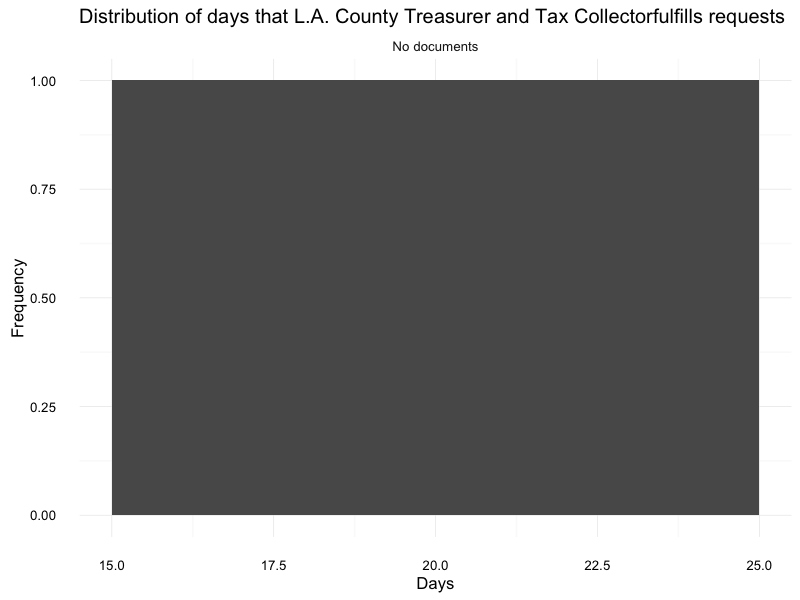 Distribution of days that L.A. County Treasurer and Tax Collectorfulfills requests
No documents
1.00
0.75
0.50
0.25
0.00
Frequency
15.0 17.5 20.0 22.5 25.0
Days